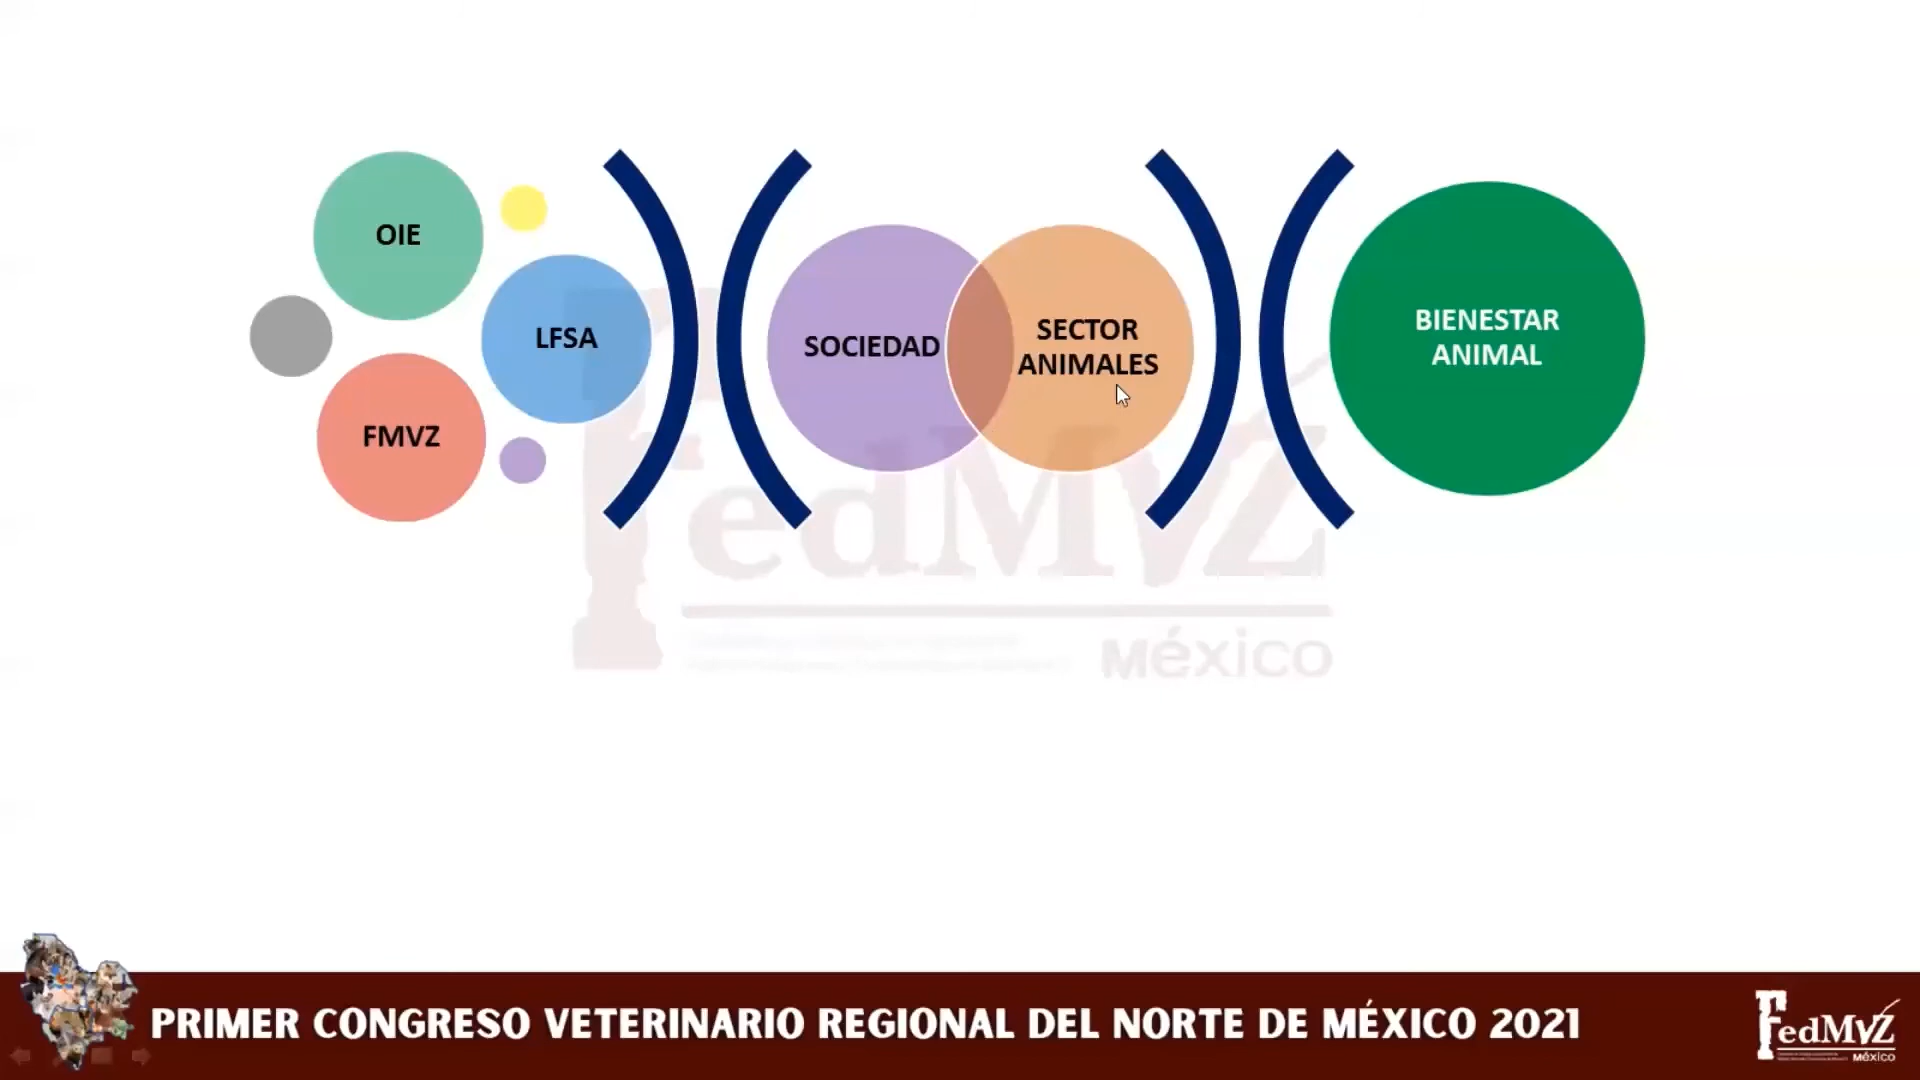 OIE
LFSA
FMVZ
SOCIEDAD
SECTOR
ANIMALES
BIENESTAR
ANIMAL
FedMVZ
México
PRIMER CONGRESO VETERINARIO REGIONAL DEL NORTE DE MÉXICO 2021
FedMVZ
México